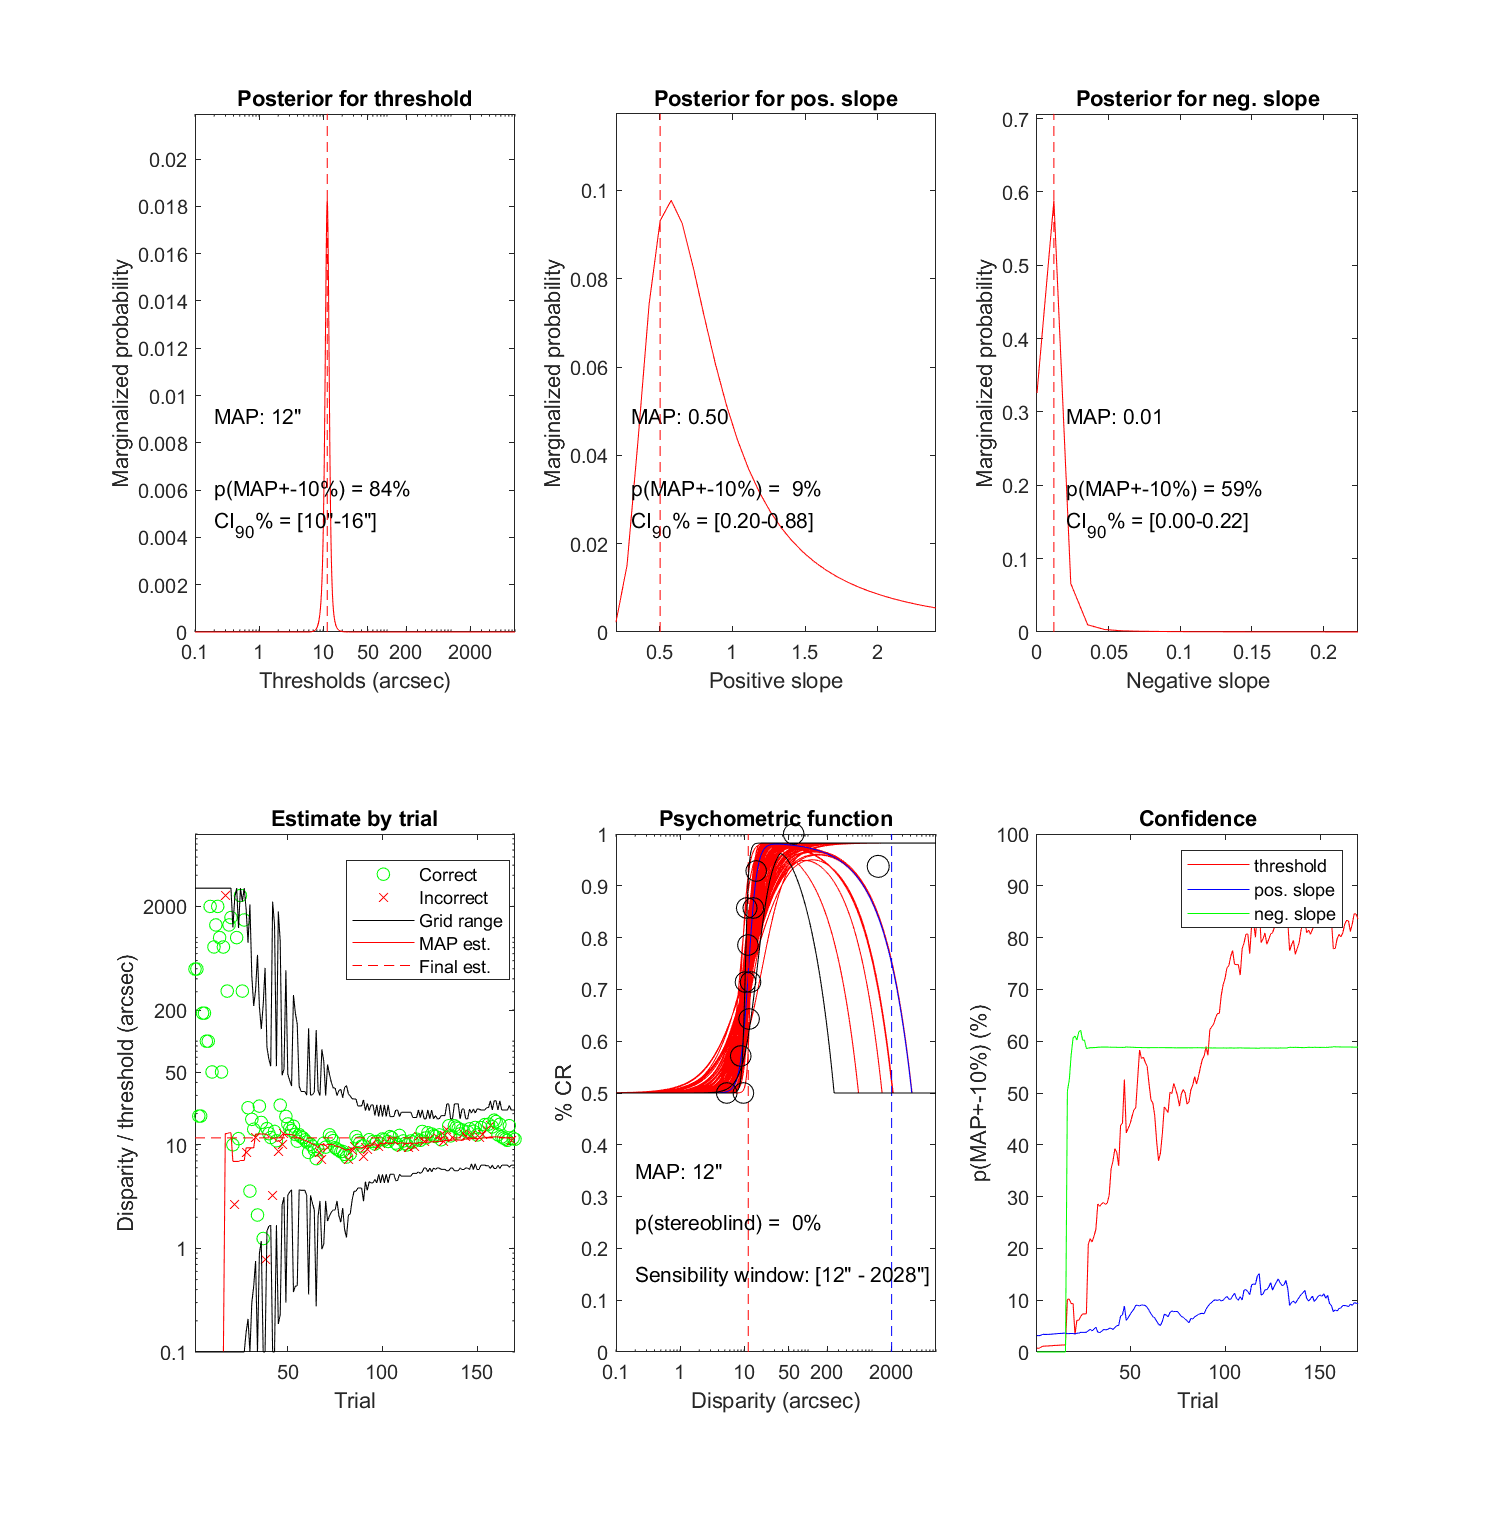 Posterior for threshold
Marginalized probability
0.02
0.018
0.016
0.014
0.012
0.01
0.008
0.006
0.004
0.002
0
MAP: 12"
p(MAP+-10%) = 84%
CI90% = [10"-16"]
0.1 1 10 50 200 2000
Thresholds (arcsec)
Posterior for pos. slope
Marginalized probability
0.1
0.08
0.06
0.04
0.02
0
MAP: 0.50
p(MAP+-10%) = 9%
CI90% = [0.20-0.88]
0.5 1 1.5 2
Positive slope
Posterior for neg. slope
Marginalized probability
0.7
0.6
0.5
0.4
0.3
0.2
0.1
0
MAP: 0.01
p(MAP+-10%) = 59%
CI90% = [0.00-0.22]
0 0.05 0.1 0.15 0.2
Negative slope
Estimate by trial
Disparity / threshold (arcsec)
2000
200
50
10
1
0.1
Correct
Incorrect
Grid range
MAP est.
Final est.
50 100 150
Trial
Psychometric function
% CR
1
0.9
0.8
0.7
0.6
0.5
0.4
0.3
0.2
0.1
0
MAP: 12"
p(stereoblind) = 0%
Sensibility window: [12" - 2028"]
0.1 1 10 50 200 2000
Disparity (arcsec)
Confidence
p(MAP+-10%) (%)
100
90
80
70
60
50
40
30
20
10
0
threshold
pos. slope
neg. slope
50 100 150
Trial